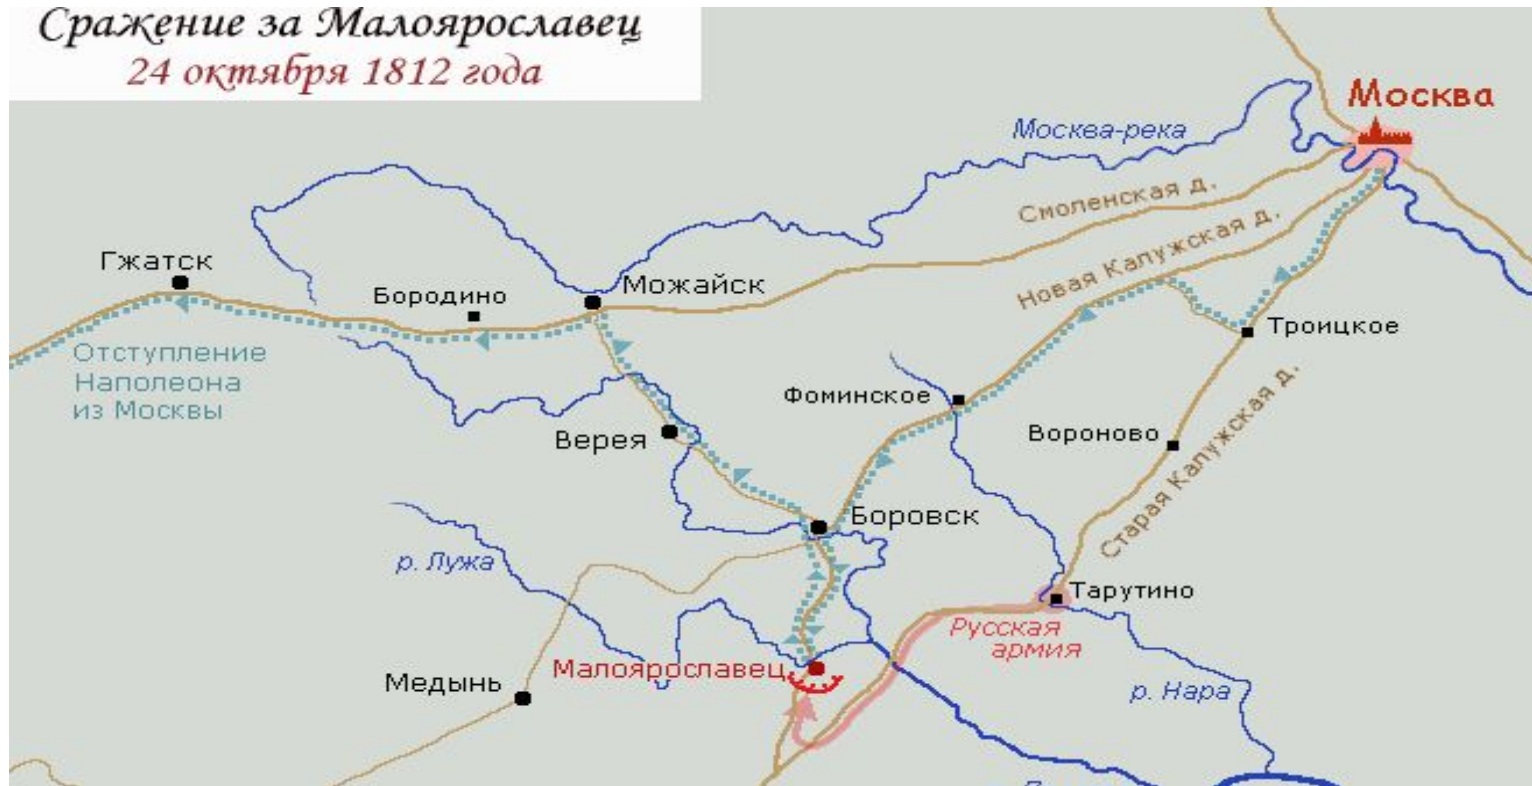 Сражение за Малоярославец
24 октября 1812 года
Москва
Москва-река
Смоленская д.
Новая Калужская д.
Гжатск
Бородино
Можайск
Троицкое
Отступление
Наполеона
из Москвы
Фоминское
Верея
Вороново
Старая Калужская д.
Боровск
р. Лужа
Тарутино
Русская
армия
Малоярославец
Медынь
р. Нара